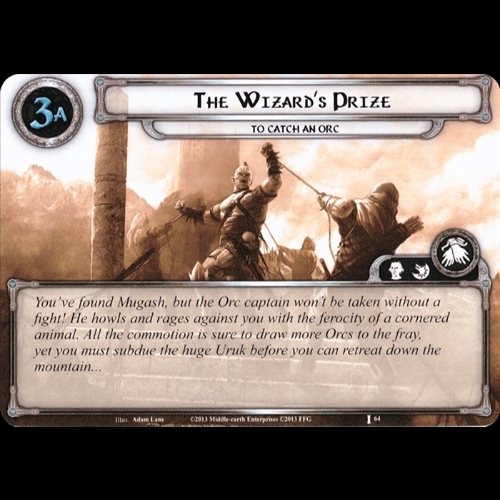 3A
The Wizard's Prize
To Catch an Orc
You've found Mugash, but the Orc captain won't be taken without a
fight! He howls and rages against you with the ferocity of a cornered
animal. All the commotion is sure to draw more Orcs to the fray,
yet you must subdue the huge Uruk before you can retreat down the
mountain...
Illus. Adam Lane ©2013 Middle-earth Enterprises ©2013 FFG 64